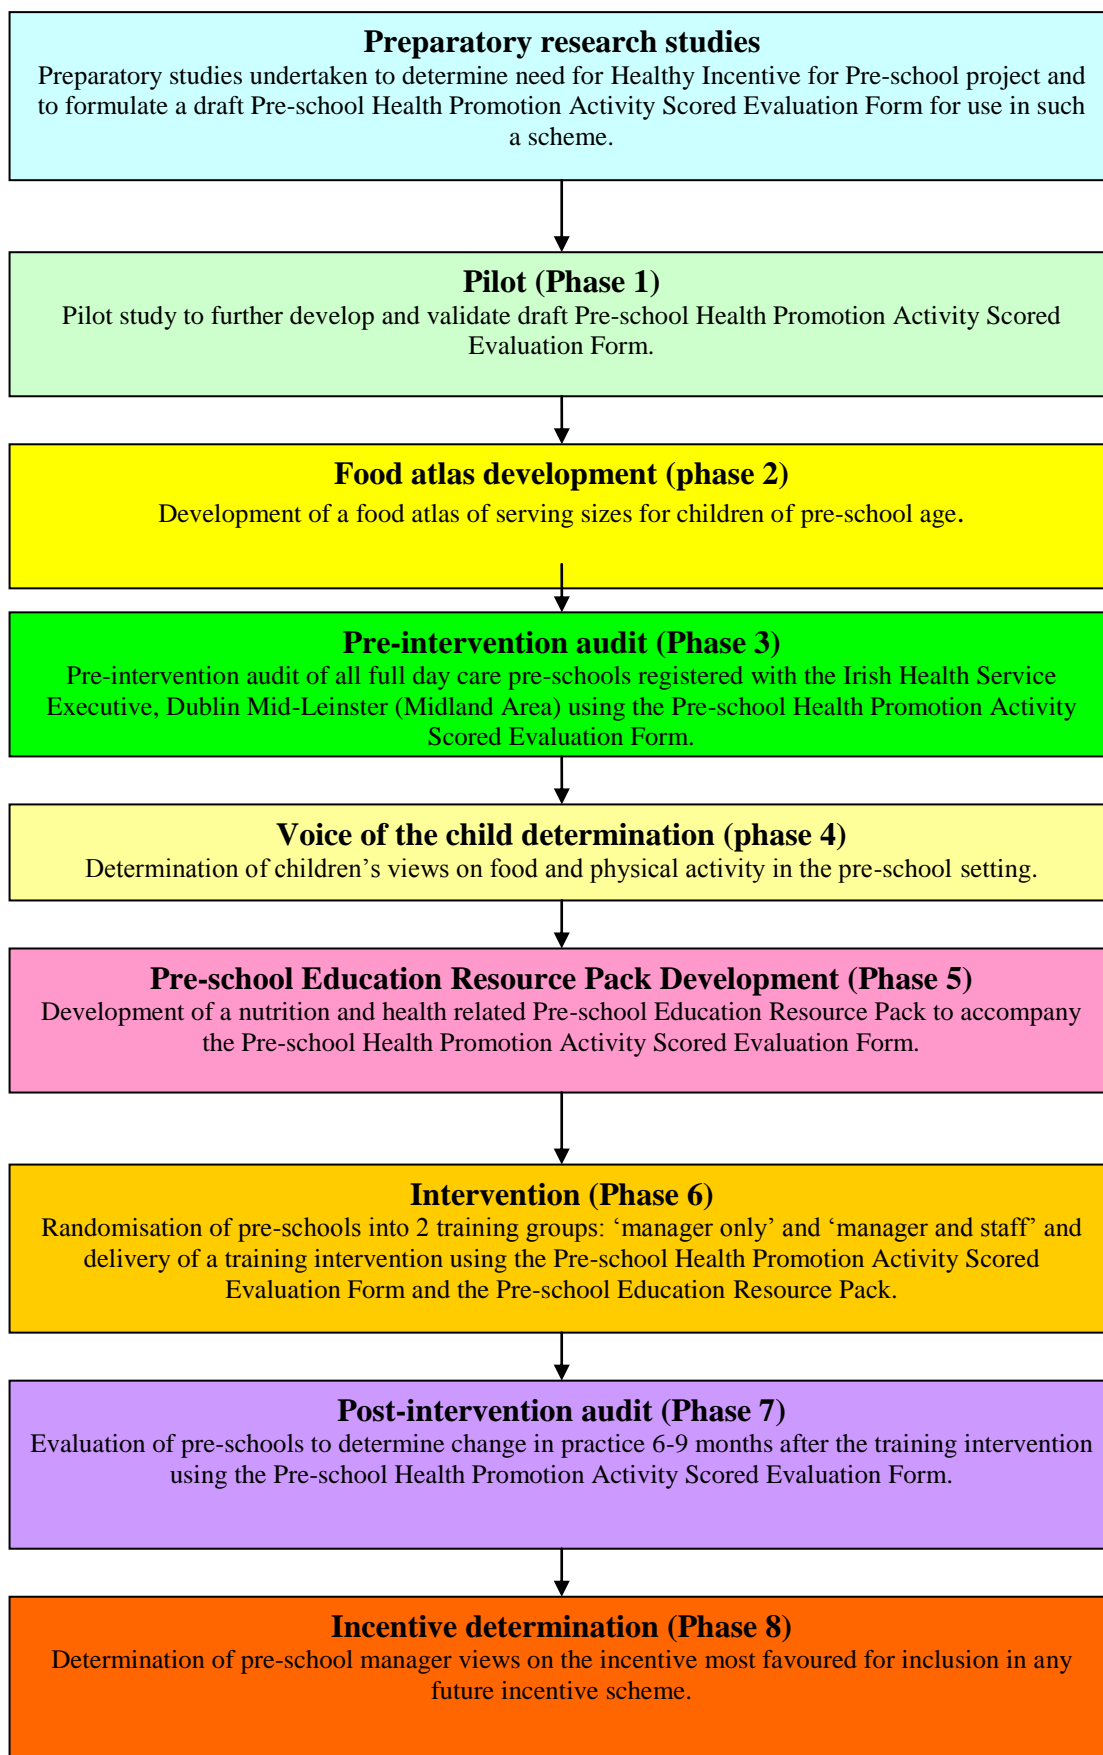 Preparatory research studies
Preparatory studies undertaken to determine need for Healthy Incentive for Pre-school project and
to formulate a draft Pre-school Health Promotion Activity Scored Evaluation Form for use in such
a scheme.
Pilot (Phase 1)
Pilot study to further develop and validate draft Pre-school Health Promotion Activity Scored
Evaluation Form.
Food atlas development (phase 2)
Development of a food atlas of serving sizes for children of pre-school age.
Pre-intervention audit (Phase 3)
Pre-intervention audit of all full day care pre-schools registered with the Irish Health Service
Executive, Dublin Mid-Leinster (Midland Area) using the Pre-school Health Promotion Activity
Scored Evaluation Form.
Voice of the child determination (phase 4)
Determination of children’s views on food and physical activity in the pre-school setting.
Pre-school Education Resource Pack Development (Phase 5)
Development of a nutrition and health related Pre-school Education Resource Pack to accompany
the Pre-school Health Promotion Activity Scored Evaluation Form.
Intervention (Phase 6)
Randomisation of pre-schools into 2 training groups: ‘manager only’ and ‘manager and staff’ and
delivery of a training intervention using the Pre-school Health Promotion Activity Scored
Evaluation Form and the Pre-school Education Resource Pack.
Post-intervention audit (Phase 7)
Evaluation of pre-schools to determine change in practice 6-9 months after the training intervention
using the Pre-school Health Promotion Activity Scored Evaluation Form.
Incentive determination (Phase 8)
Determination of pre-school manager views on the incentive most favoured for inclusion in any
future incentive scheme.